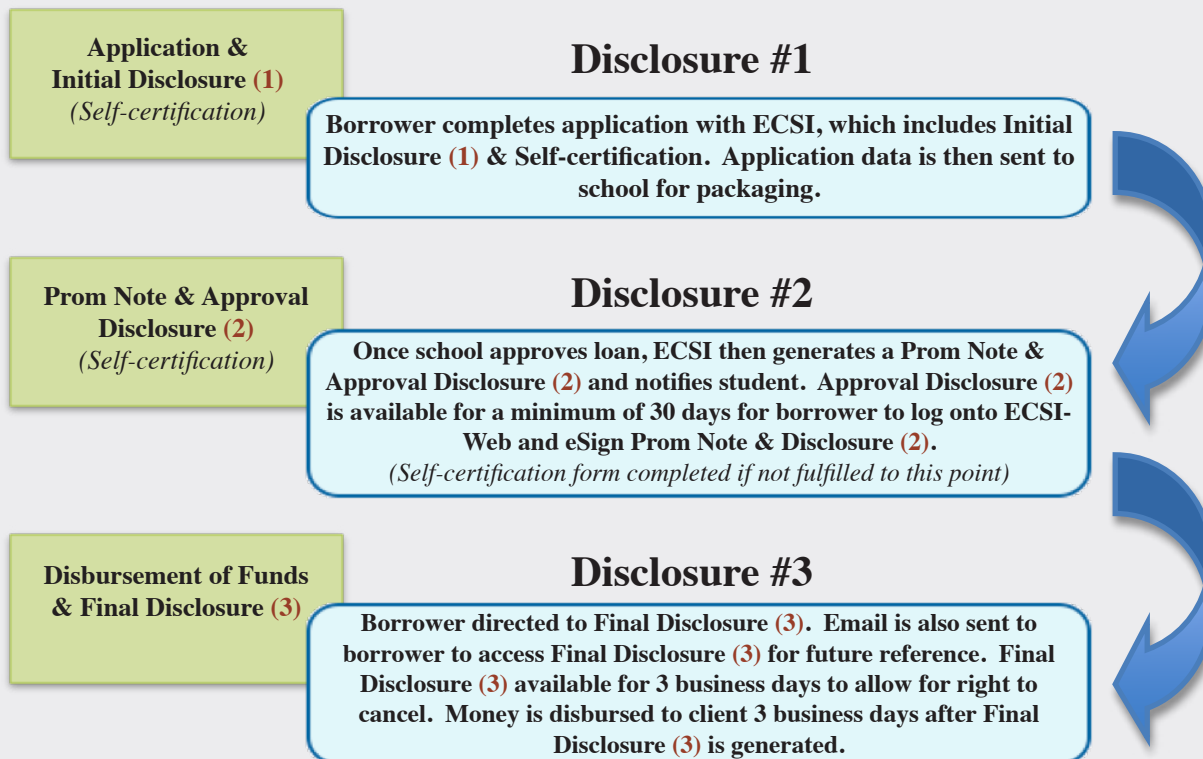 Application &
Initial Disclosure (1)
(Self-certification)
Disclosure #1
Borrower completes application with ECSI, which includes Initial
Disclosure (1) & Self-certification. Application data is then sent to
school for packaging.
Prom Note & Approval
Disclosure (2)
(Self-certification)
Disclosure #2
Once school approves loan, ECSI then generates a Prom Note &
Approval Disclosure (2) and notifies student. Approval Disclosure (2)
is available for a minimum of 30 days for borrower to log onto ECSI-
Web and eSign Prom Note & Disclosure (2).
(Self-certification form completed if not fulfilled to this point)
Disbursement of Funds
& Final Disclosure (3)
Disclosure #3
Borrower directed to Final Disclosure (3). Email is also sent to
borrower to access Final Disclosure (3) for future reference. Final
Disclosure (3) available for 3 business days to allow for right to
cancel. Money is disbursed to client 3 business days after Final
Disclosure (3) is generated.